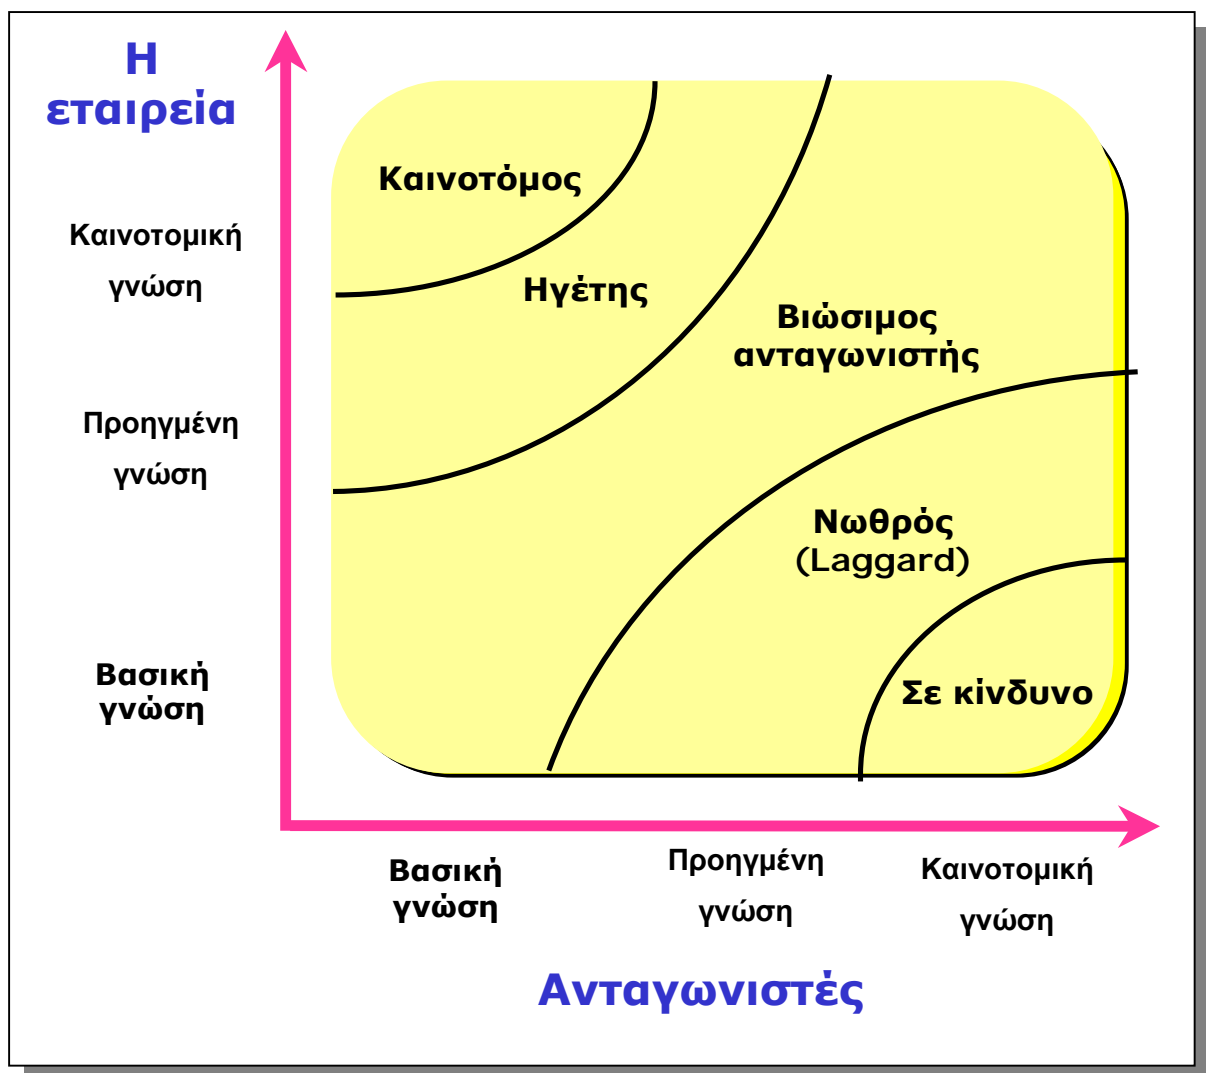 Η
εταιρεία
Καινοτόμος
Καινοτομική
γνώση
Ηγέτης
Βιώσιμος
ανταγωνιστής
Προηγμένη
γνώση
Νωθρός
(Laggard)
Βασική
γνώση
Σε κίνδυνο
Βασική
γνώση
Προηγμένη
γνώση
Καινοτομική
γνώση
Ανταγωνιστές